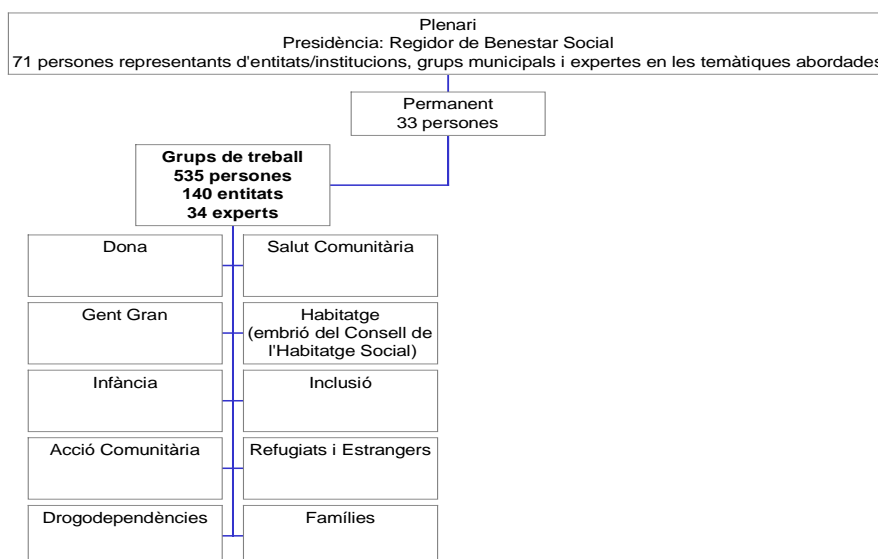 Plenari
Presidència: Regidor de Benestar Social
71 persones representants d'entitats/institucions, grups municipals i expertes en les temàtiques abordades
Permanent
33 persones
Grups de treball
535 persones
140 entitats
34 experts
Dona
Salut Comunitària
Gent Gran
Habitatge
(embrió del Consell de
l'Habitatge Social)
Infància
Inclusió
Acció Comunitària
Refugiats i Estrangers
Drogodependències
Famílies